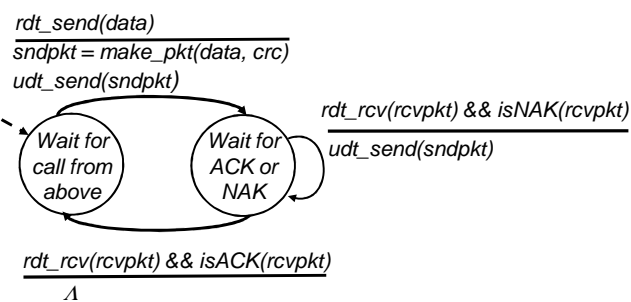 rdt_send(data)
sndpkt = make_pkt(data, crc)
udt_send(sndpkt)
rdt_rcv(rcvpkt) && isNAK(rcvpkt)
udt_send(sndpkt)
Wait for
call from
above
Wait for
ACK or
NAK
rdt_rcv(rcvpkt) && isACK(rcvpkt)
Λ